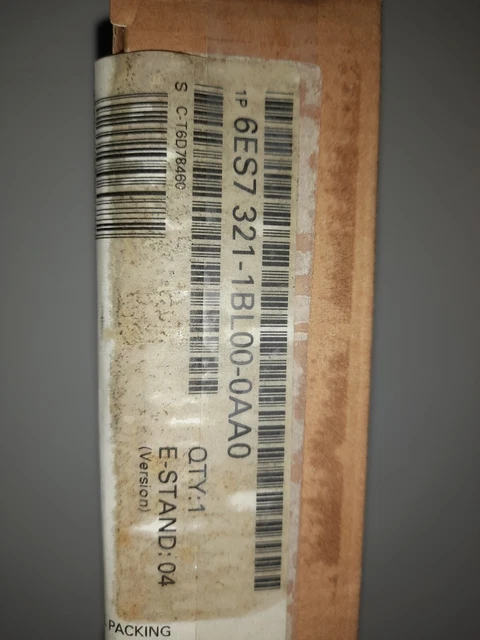 1P 6ES7 321-1BL00-0AA0
S C-T6D78460
QTY:1
E-STAND: 04
(Version)
PACKING